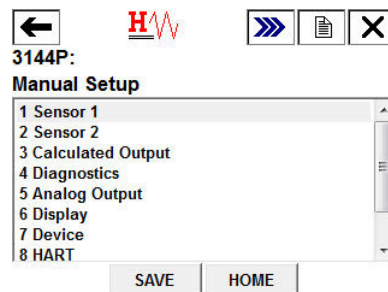 H
3144P:
Manual Setup
1 Sensor 1
2 Sensor 2
3 Calculated Output
4 Diagnostics
5 Analog Output
6 Display
7 Device
8 HART
SAVE HOME